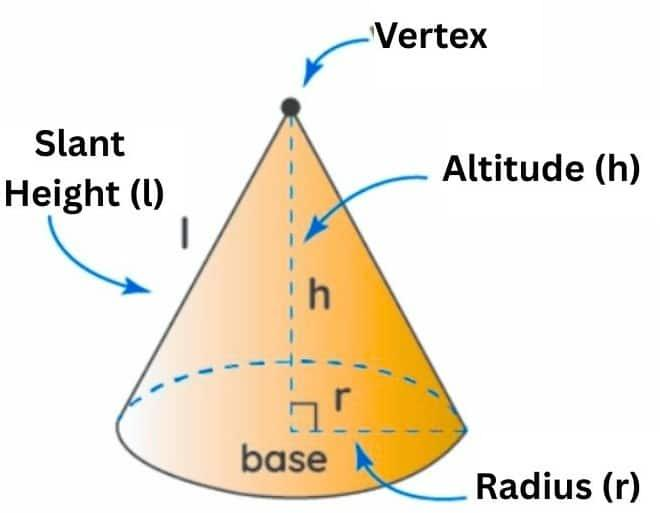 Vertex
Slant
Height (l)
Altitude (h)
l
h
r
base
Radius (r)